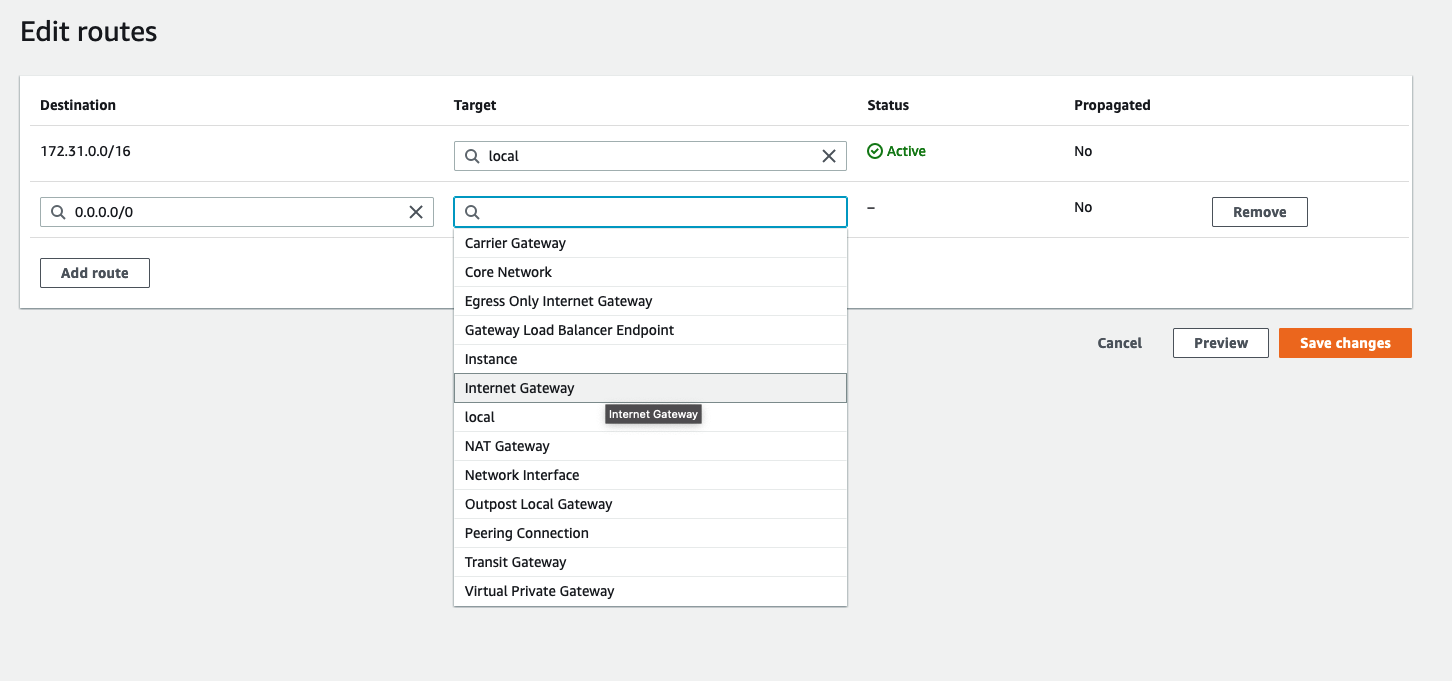 Edit routes
Destination Target Status Propagated
172.31.0.0/16 local Active No
0.0.0.0/0 – No Remove
Carrier Gateway
Add route Core Network
Egress Only Internet Gateway
Gateway Load Balancer Endpoint
Cancel Preview Save changes
Instance
Internet Gateway
Internet Gateway
local
NAT Gateway
Network Interface
Outpost Local Gateway
Peering Connection
Transit Gateway
Virtual Private Gateway